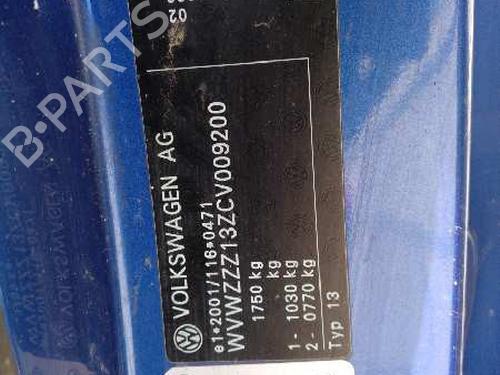 VOLKSWAGEN AG
e1*2001/116*0471
WVWZZZ13ZCV009200
1750 kg
1- 1030 kg
2- 0770 kg
Typ 13
B-PARTS